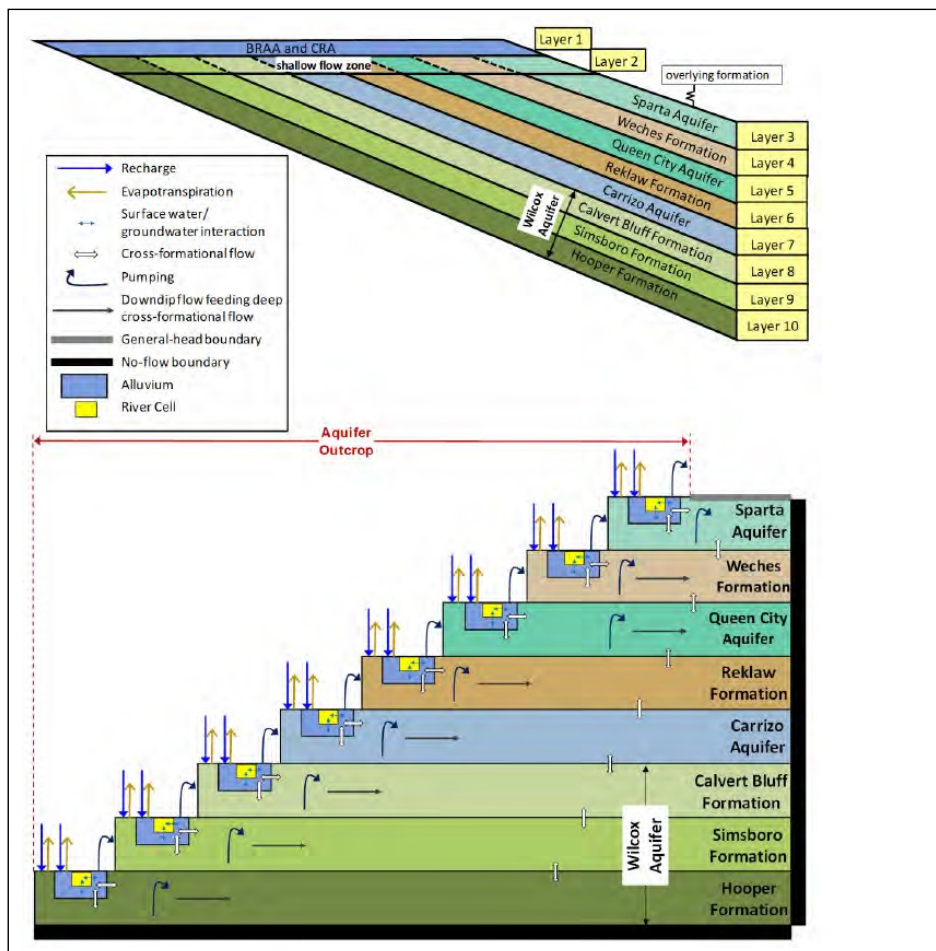 BRAA and CRA
Layer 1
shallow flow zone
Layer 2
overlying formation
Sparta Aquifer
Layer 3
Weches Formation
Layer 4
Queen City Aquifer
Layer 5
Reklaw Formation
Layer 6
Carrizo Aquifer
Layer 7
Wilcox
Aquifer
Calvert Bluff Formation
Layer 8
Simsboro Formation
Layer 9
Hooper Formation
Layer 10
Recharge
Evapotranspiration
Surface water/
groundwater interaction
Cross-formational flow
Pumping
Downdip flow feeding deep
cross-formational flow
General-head boundary
No-flow boundary
Alluvium
River Cell
Aquifer
Outcrop
Sparta
Aquifer
Weches
Formation
Queen City
Aquifer
Reklaw
Formation
Carrizo
Aquifer
Calvert Bluff
Formation
Wilcox
Aquifer
Simsboro
Formation
Hooper
Formation